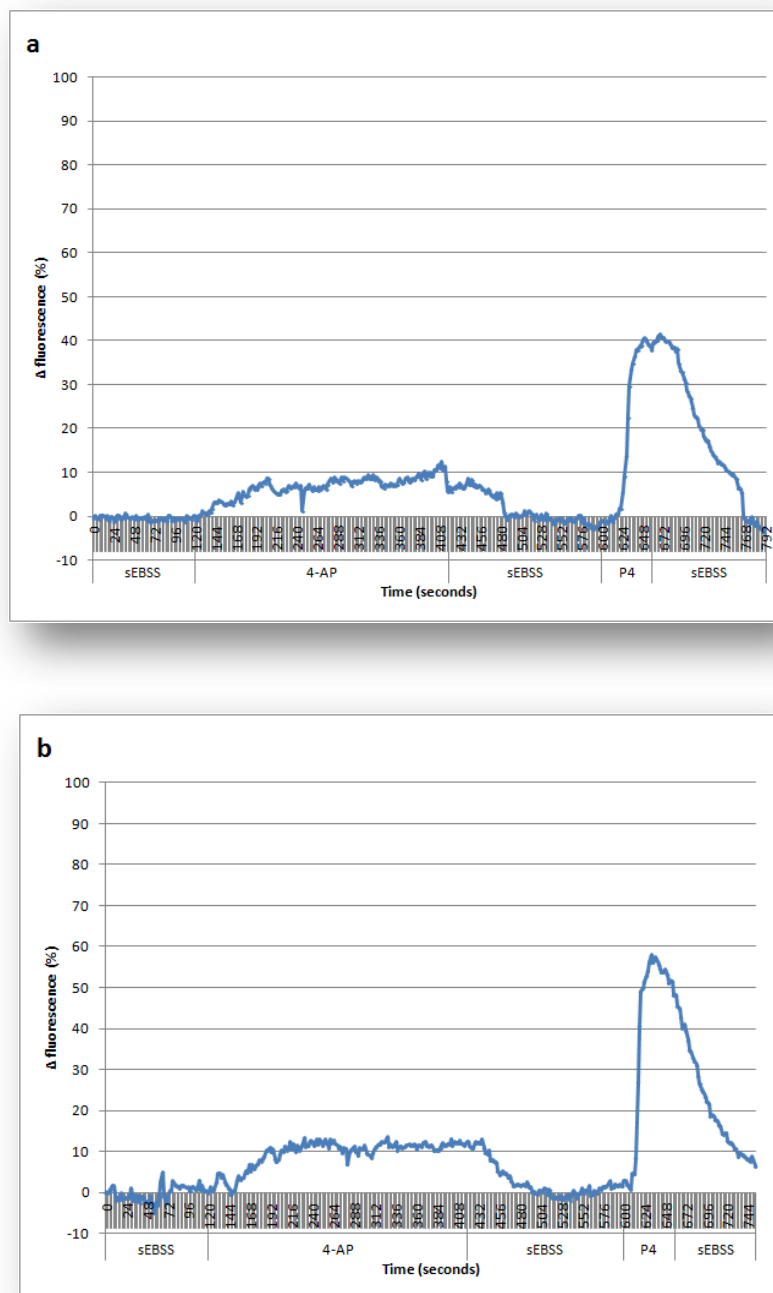 a
100
90
80
70
60
50
40
30
20
10
0
-10
Δ fluorescence (%)
0 24 48 72 96 120 144 168 192 216 240 264 288 312 336 360 384 408 432 456 480 504 528 552 576 600 624 648 672 696 720 744 768 792
sEBSS 4-AP sEBSS P4 sEBSS
Time (seconds)
b
100
90
80
70
60
50
40
30
20
10
0
-10
Δ fluorescence (%)
0 24 48 72 96 120 144 168 192 216 240 264 288 312 336 360 384 408 432 456 480 504 528 552 576 600 624 648 672 696 720 744
sEBSS 4-AP sEBSS P4 sEBSS
Time (seconds)